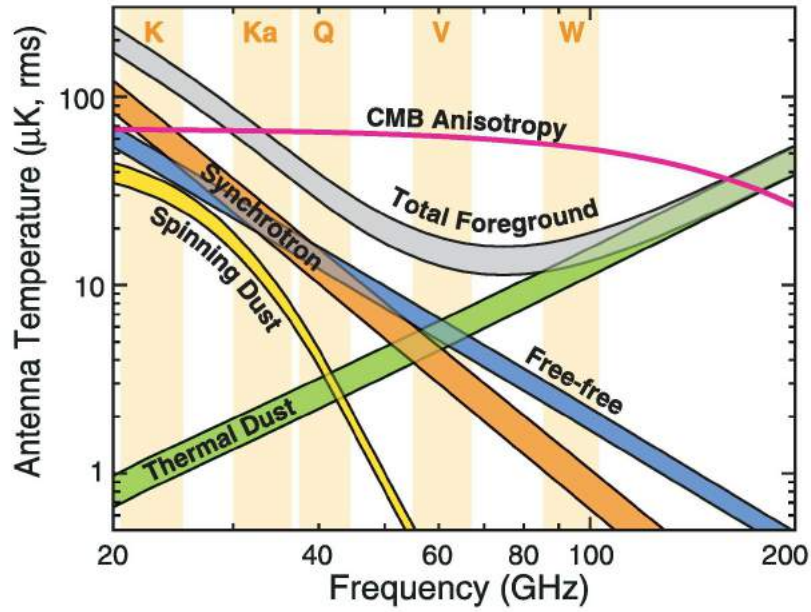 K Ka Q V W
100
CMB Anisotropy
Synchrotron
Total Foreground
Spinning Dust
10
Antenna Temperature (μK, rms)
Free-free
Thermal Dust
1
20 40 60 80 100 200
Frequency (GHz)